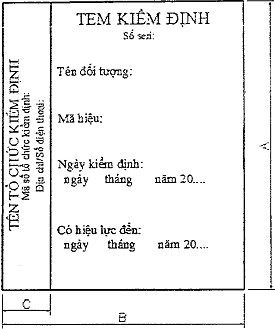 TEM KIỂM ĐỊNH
Số seri:
Tên đối tượng:
Mã hiệu:
Ngày kiểm định:
ngày tháng năm 20....
Có hiệu lực đến:
ngày tháng năm 20....
TÊN TỔ CHỨC KIỂM ĐỊNH
Mã số tổ chức kiểm định:
Địa chỉ/Số điện thoại:
A
C
B